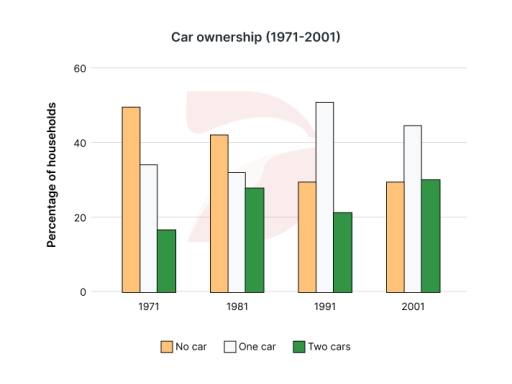 Car ownership (1971-2001)
Percentage of households
60
40
20
0
1971 1981 1991 2001
No car One car Two cars